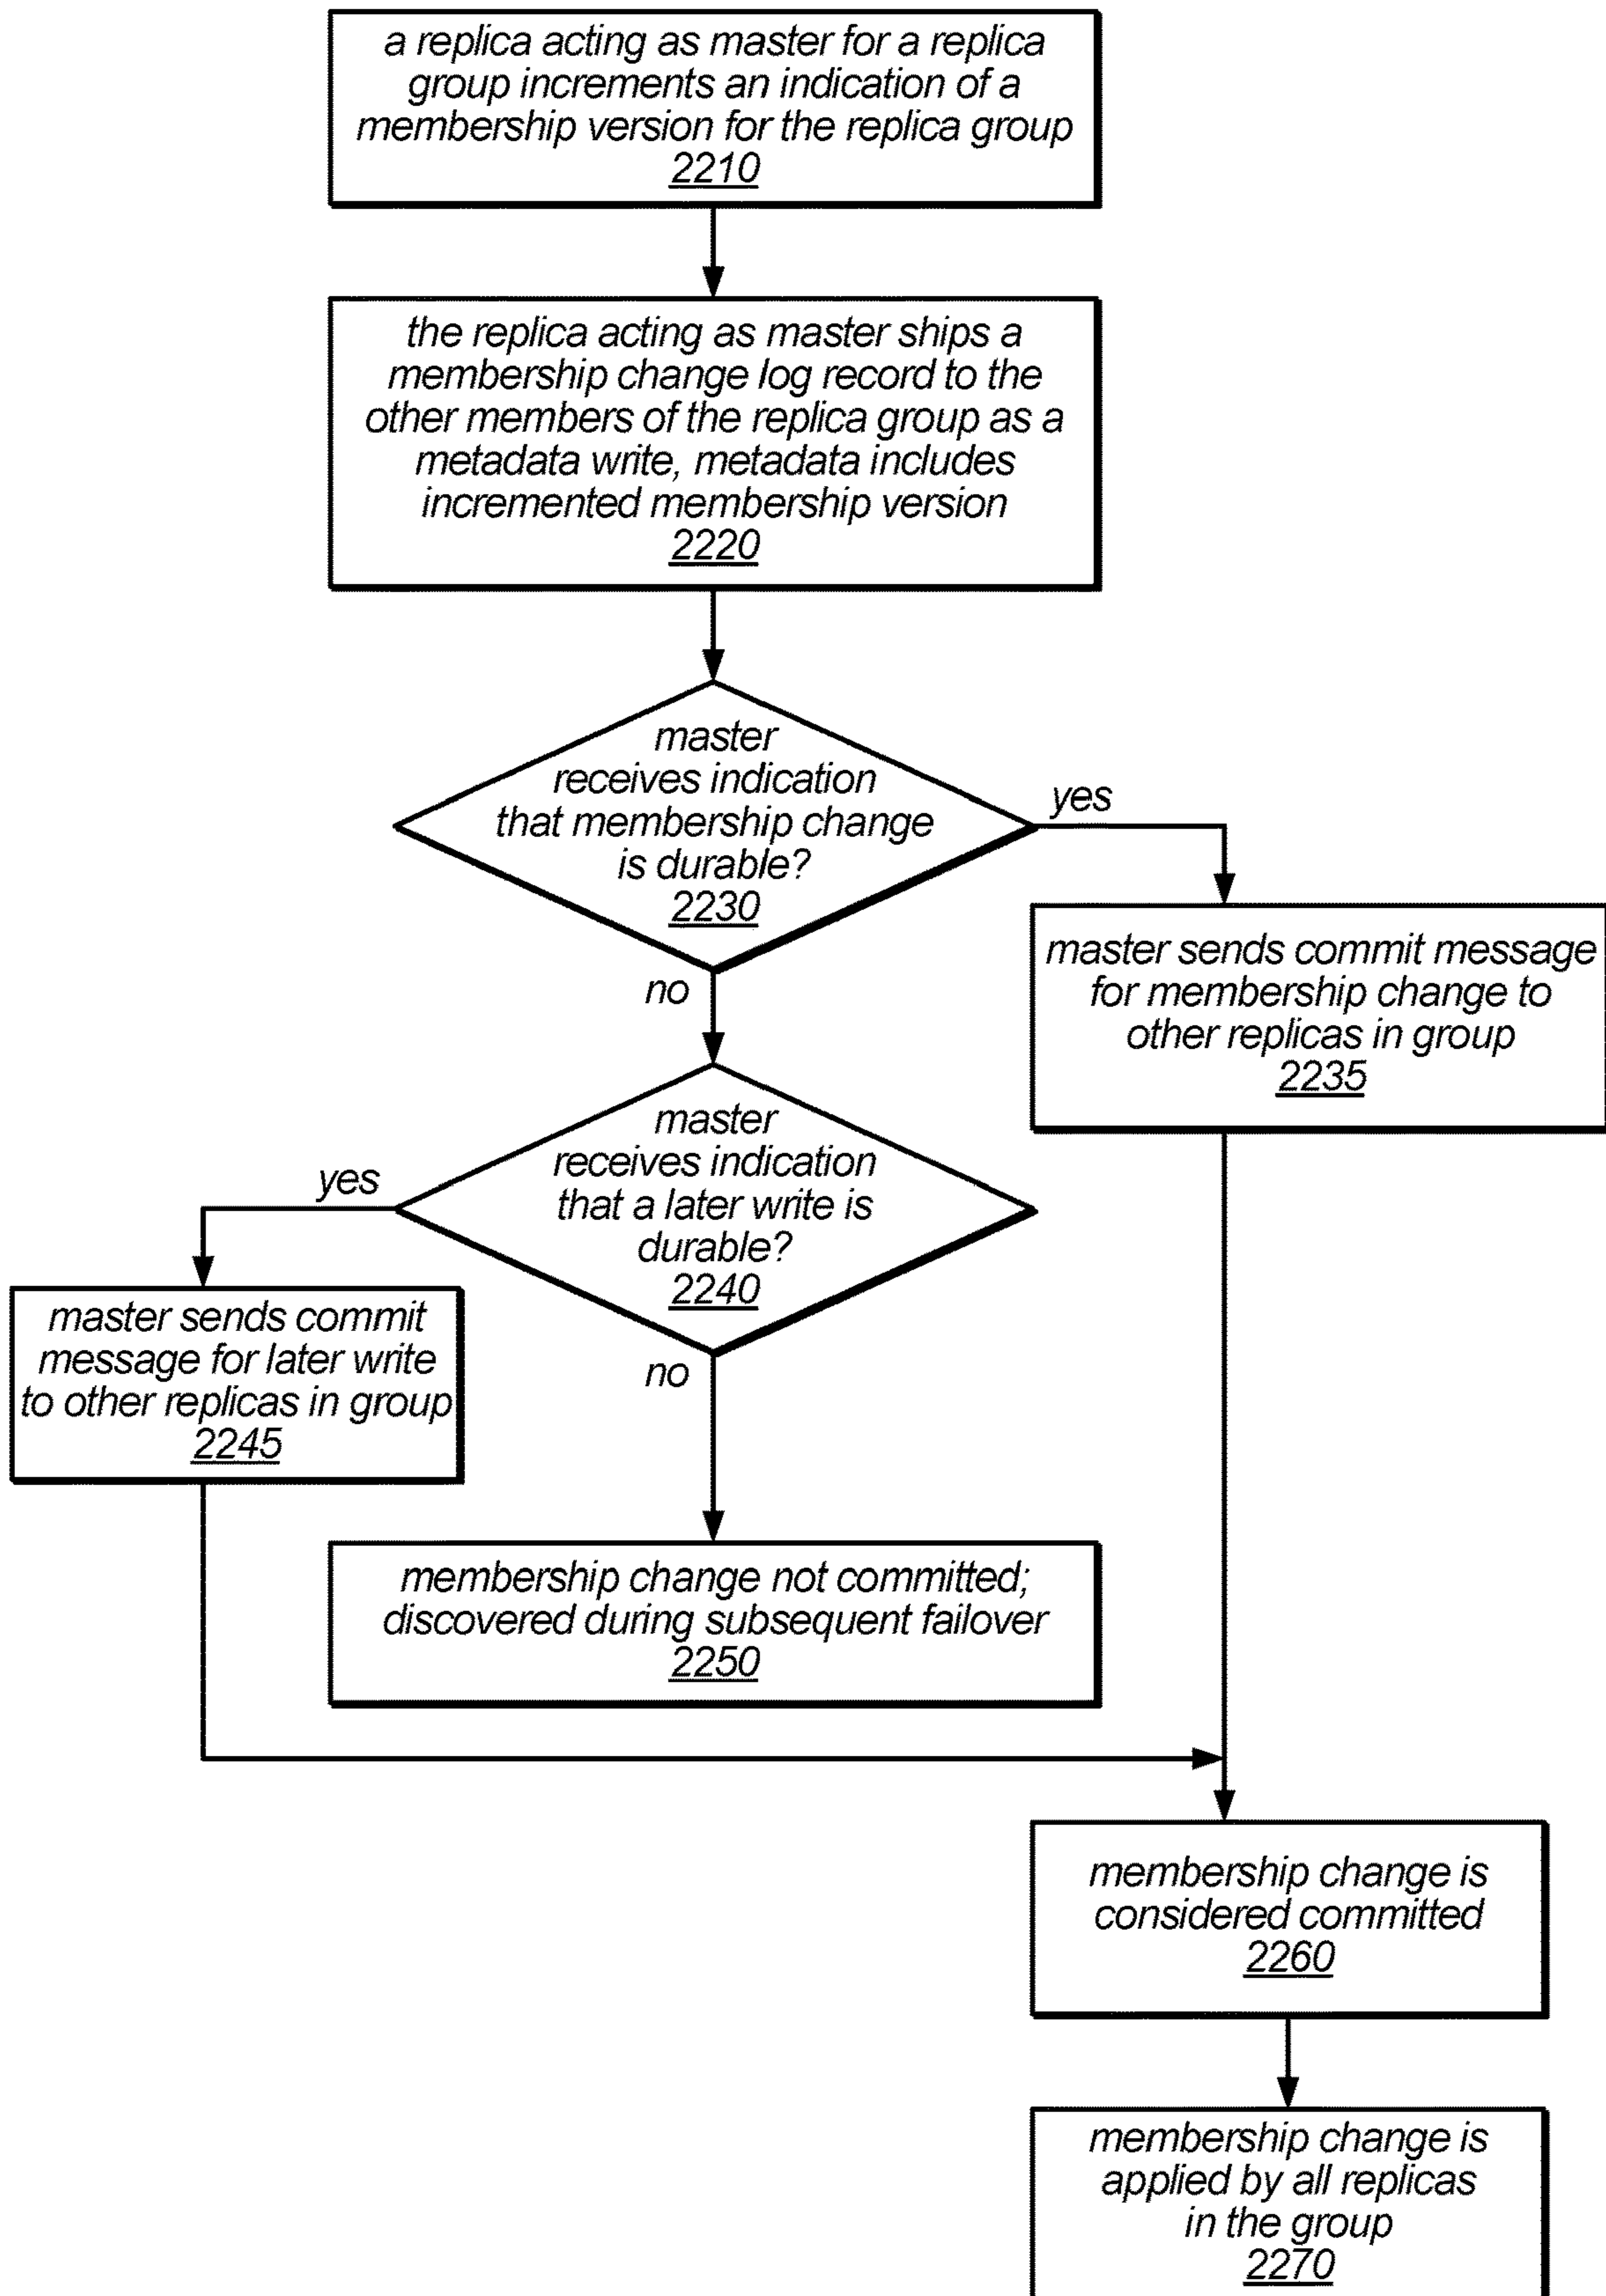 a replica acting as master for a replica
group increments an indication of a
membership version for the replica group
2210
the replica acting as master ships a
membership change log record to the
other members of the replica group as a
metadata write, metadata includes
incremented membership version
2220
master
receives indication
that membership change
is durable?
2230
yes
no
master sends commit message
for membership change to
other replicas in group
2235
master
receives indication
that a later write is
durable?
2240
yes
no
master sends commit
message for later write
to other replicas in group
2245
membership change not committed;
discovered during subsequent failover
2250
membership change is
considered committed
2260
membership change is
applied by all replicas
in the group
2270